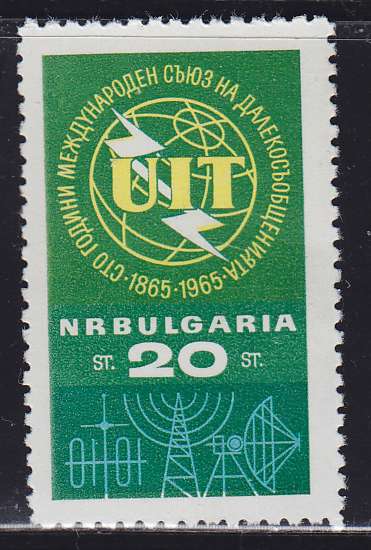 СТО ГОДИНИ МЕЖДУНАРОДЕН СЪЮЗ НА ДАЛЕКОСЪОБЩЕНИЯТА
UIT
·1865·1965·
NRBULGARIA
ST. 20 ST.